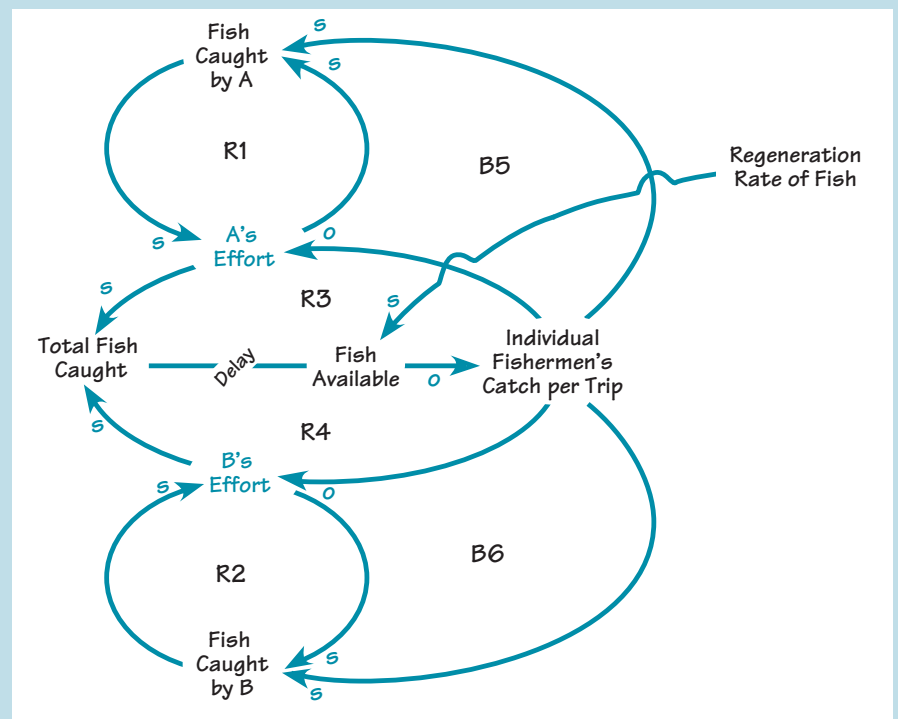 Fish
Caught
by A
s
s
R1
B5
Regeneration
Rate of Fish
s
A's
Effort
o
s
R3
s
Total Fish
Caught
Delay
Fish
Available
o
Individual
Fishermen's
Catch per Trip
s
R4
B's
Effort
s
o
R2
B6
Fish
Caught
by B
s
s